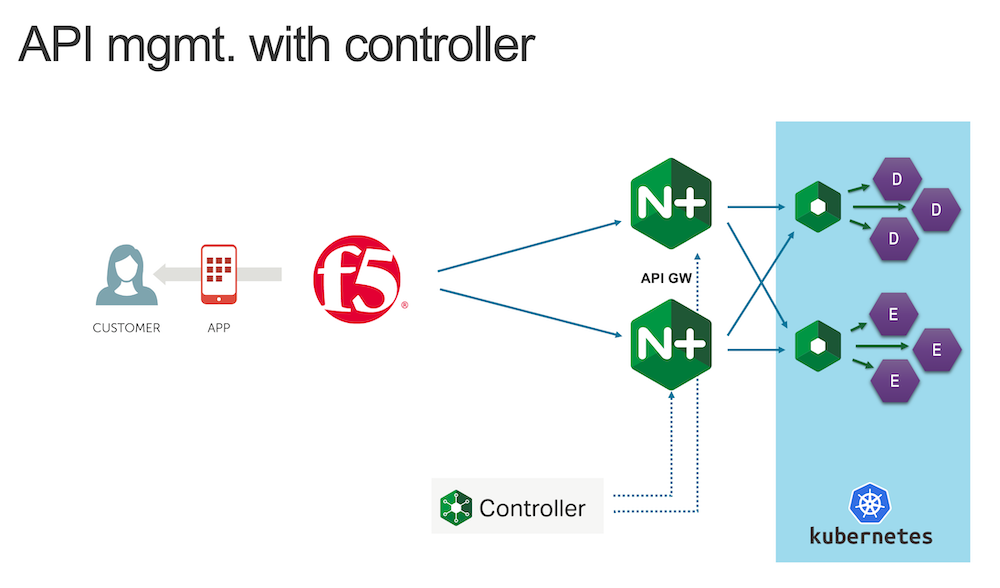 API mgmt. with controller
CUSTOMER
APP
f5
®
N+
API GW
N+
Controller
D
D
D
E
E
E
kubernetes